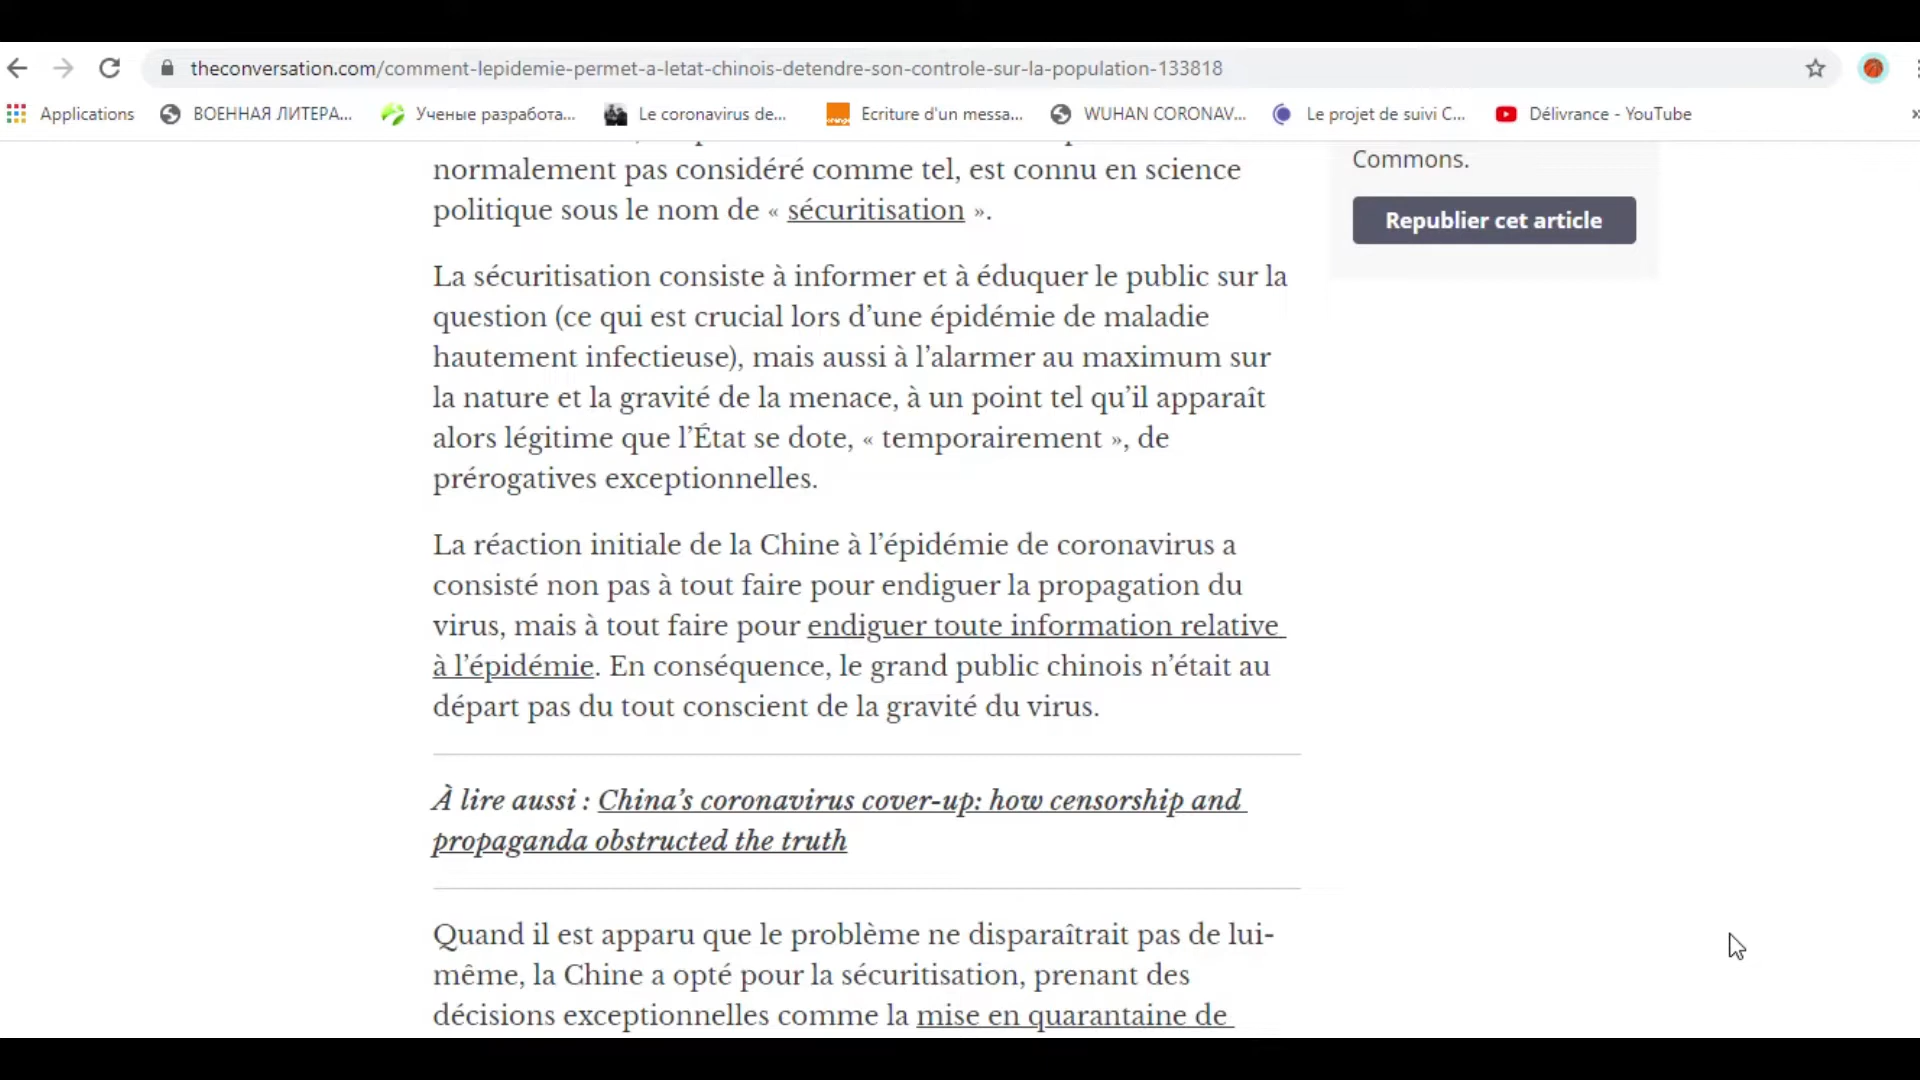 theconversation.com/comment-lepidemie-permet-a-letat-chinois-detendre-son-controle-sur-la-population-133818
Applications ВОЕННАЯ ЛИТЕРА... Ученые разработа... Le coronavirus de... Ecriture d'un messa... WUHAN CORONAV... Le projet de suivi C... Délivrance - YouTube »
normalement pas considéré comme tel, est connu en science
politique sous le nom de « sécuritisation ».
La sécuritisation consiste à informer et à éduquer le public sur la
question (ce qui est crucial lors d’une épidémie de maladie
hautement infectieuse), mais aussi à l’alarmer au maximum sur
la nature et la gravité de la menace, à un point tel qu’il apparaît
alors légitime que l’État se dote, « temporairement », de
prérogatives exceptionnelles.
La réaction initiale de la Chine à l’épidémie de coronavirus a
consisté non pas à tout faire pour endiguer la propagation du
virus, mais à tout faire pour endiguer toute information relative
à l’épidémie. En conséquence, le grand public chinois n’était au
départ pas du tout conscient de la gravité du virus.
À lire aussi : China’s coronavirus cover-up: how censorship and
propaganda obstructed the truth
Quand il est apparu que le problème ne disparaîtrait pas de lui-
même, la Chine a opté pour la sécuritisation, prenant des
décisions exceptionnelles comme la mise en quarantaine de
Commons.
Republier cet article